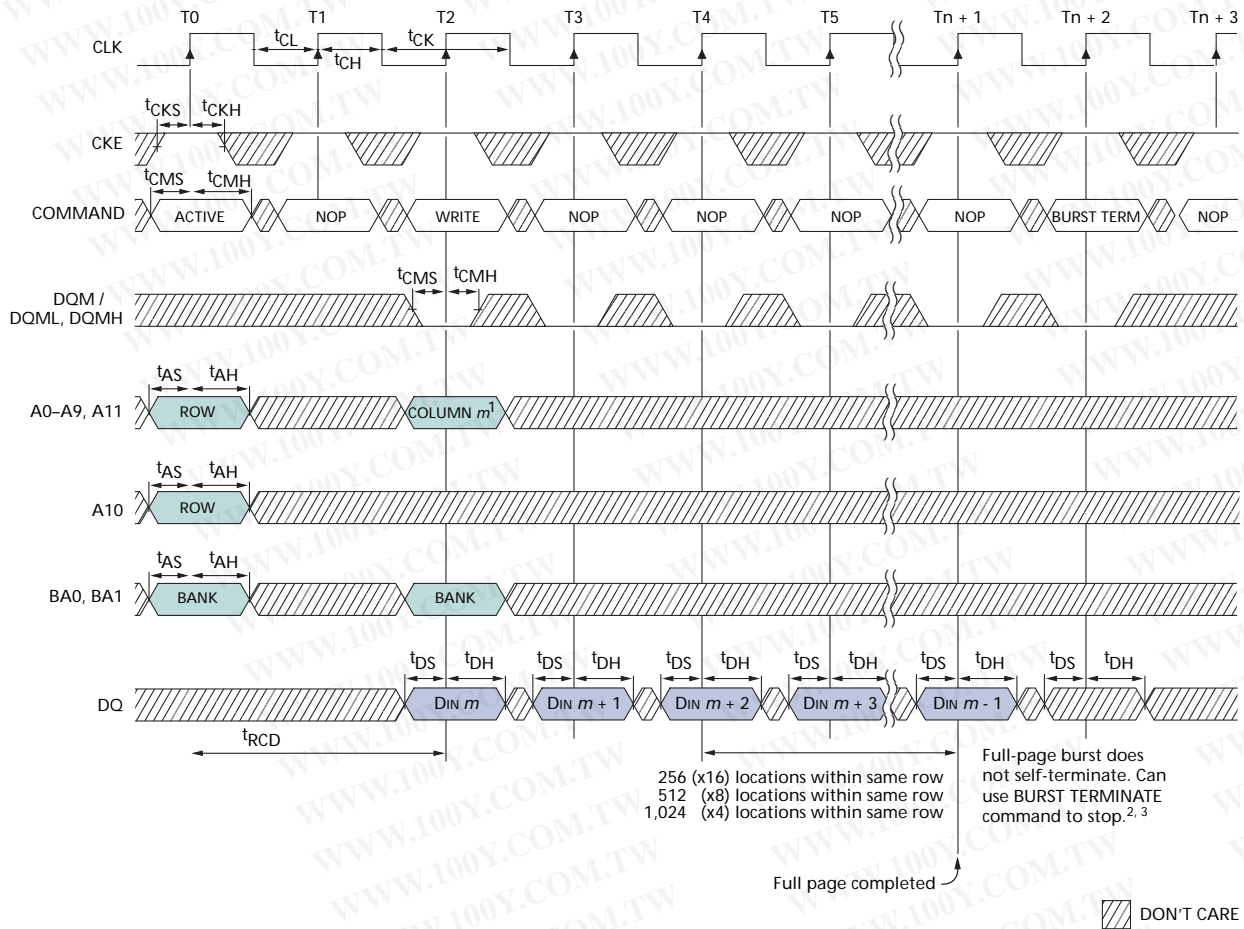 T0 T1 T2 T3 T4 T5 Tn + 1 Tn + 2 Tn + 3
CLK
tCL tCK
tCH
tCKS tCKH
CKE
tCMS tCMH
COMMAND ACTIVE NOP WRITE NOP NOP NOP NOP BURST TERM NOP
tCMS tCMH
DQM /
DQML, DQMH
tAS tAH
A0–A9, A11 ROW COLUMN m1
tAS tAH
A10 ROW
tAS tAH
BA0, BA1 BANK BANK
tDS tDH tDS tDH tDS tDH tDS tDH tDS tDH tDS tDH
DQ DIN m DIN m + 1 DIN m + 2 DIN m + 3 DIN m - 1
tRCD
256 (x16) locations within same row
512 (x8) locations within same row
1,024 (x4) locations within same row
Full-page burst does
not self-terminate. Can
use BURST TERMINATE
command to stop.2, 3
Full page completed
DON'T CARE
WWW.100Y.COM.TW